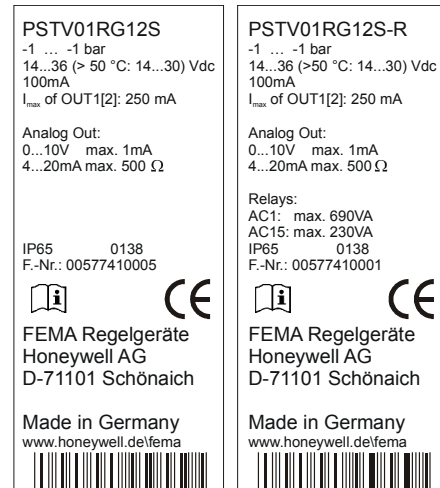 PSTV01RG12S
-1 ... -1 bar
14...36 (> 50 °C: 14...30) Vdc
100mA
Imax of OUT1[2]: 250 mA
Analog Out:
0...10V max. 1mA
4...20mA max. 500 Ω
IP65 0138
F.-Nr.: 00577410005
i
CE
FEMA Regelgeräte
Honeywell AG
D-71101 Schönaich
Made in Germany
www.honeywell.de\fema
PSTV01RG12S-R
-1 ... -1 bar
14...36 (>50 °C: 14...30) Vdc
100mA
Imax of OUT1[2]: 250 mA
Analog Out:
0...10V max. 1mA
4...20mA max. 500 Ω
Relays:
AC1: max. 690VA
AC15: max. 230VA
IP65 0138
F.-Nr.: 00577410001
i
CE
FEMA Regelgeräte
Honeywell AG
D-71101 Schönaich
Made in Germany
www.honeywell.de\fema